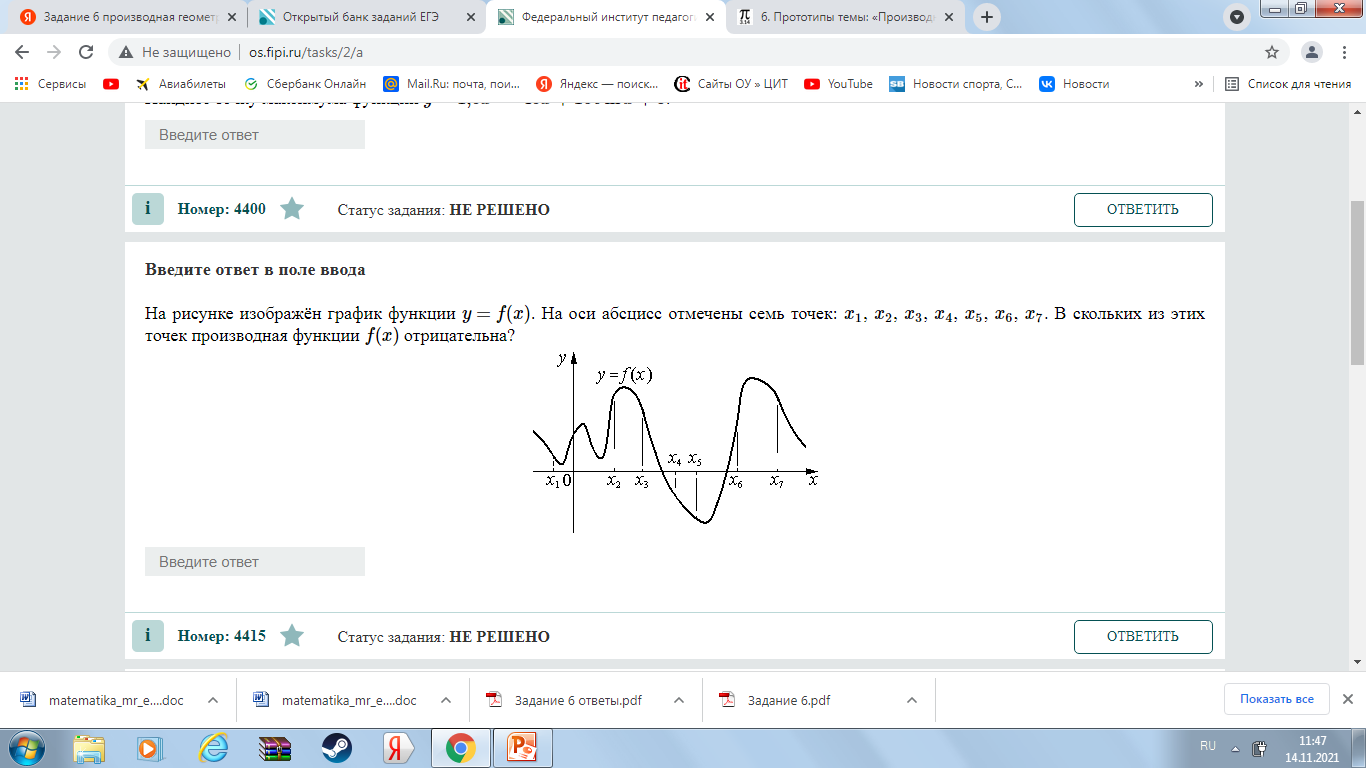 Задание 6 производная геометр
Открытый банк заданий ЕГЭ
Федеральный институт педагог
6. Прототипы темы: «Производн
Не защищено | os.fipi.ru/tasks/2/a
Сервисы
Авиабилеты
Сбербанк Онлайн
Mail.Ru: почта, пои...
Яндекс — поиск...
Сайты ОУ » ЦИТ
YouTube
Новости спорта, С...
Новости
»
Список для чтения
Введите ответ
i
Номер: 4400
Статус задания: НЕ РЕШЕНО
ОТВЕТИТЬ
Введите ответ в поле ввода
На рисунке изображён график функции y = f(x). На оси абсцисс отмечены семь точек: x₁, x₂, x₃, x₄, x₅, x₆, x₇. В скольких из этих
точек производная функции f(x) отрицательна?
y
y = f(x)
x₄ x₅
x₁ 0 x₂ x₃ x₆ x₇ x
Введите ответ
i
Номер: 4415
Статус задания: НЕ РЕШЕНО
ОТВЕТИТЬ
matematika_mr_e....doc
matematika_mr_e....doc
Задание 6 ответы.pdf
Задание 6.pdf
Показать все
RU
11:47
14.11.2021